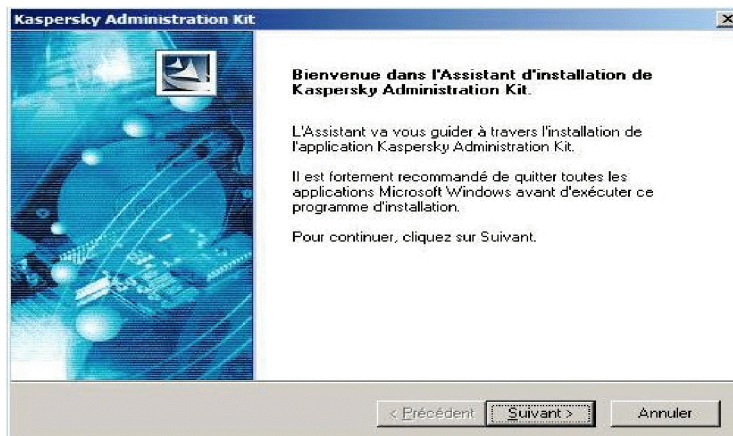 Kaspersky Administration Kit
Bienvenue dans l'Assistant d'installation de
Kaspersky Administration Kit.
L'Assistant va vous guider à travers l'installation de
l'application Kaspersky Administration Kit.
Il est fortement recommandé de quitter toutes les
applications Microsoft Windows avant d'exécuter ce
programme d'installation.
Pour continuer, cliquez sur Suivant.
< Précédent Suivant > Annuler